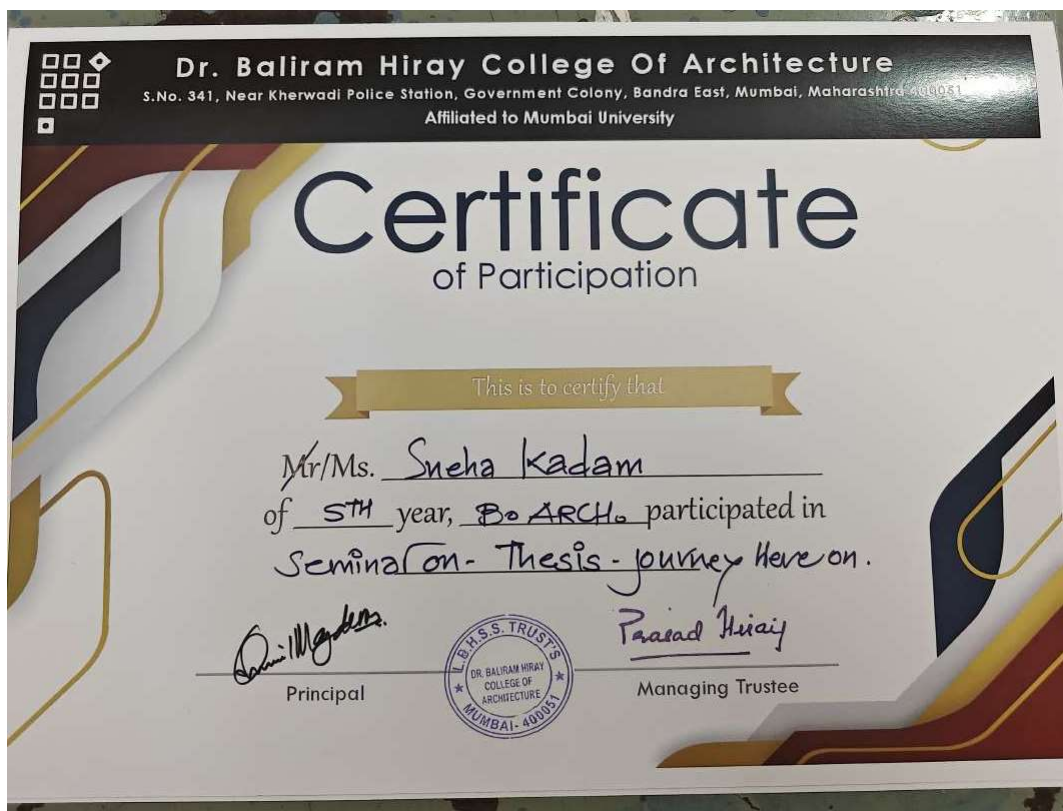 Dr. Baliram Hiray College Of Architecture
S.No. 341, Near Kherwadi Police Station, Government Colony, Bandra East, Mumbai, Maharashtra 400051
Affiliated to Mumbai University
Certificate
of Participation
This is to certify that
Mr/Ms. Sneha Kadam
of 5TH year, B. ARCH. participated in
Seminar on - Thesis - journey Here on.
Prasad Hiray
Principal
Managing Trustee
L.B.H.S.S. TRUST'S
DR. BALIRAM HIRAY
COLLEGE OF
ARCHITECTURE
MUMBAI - 400051